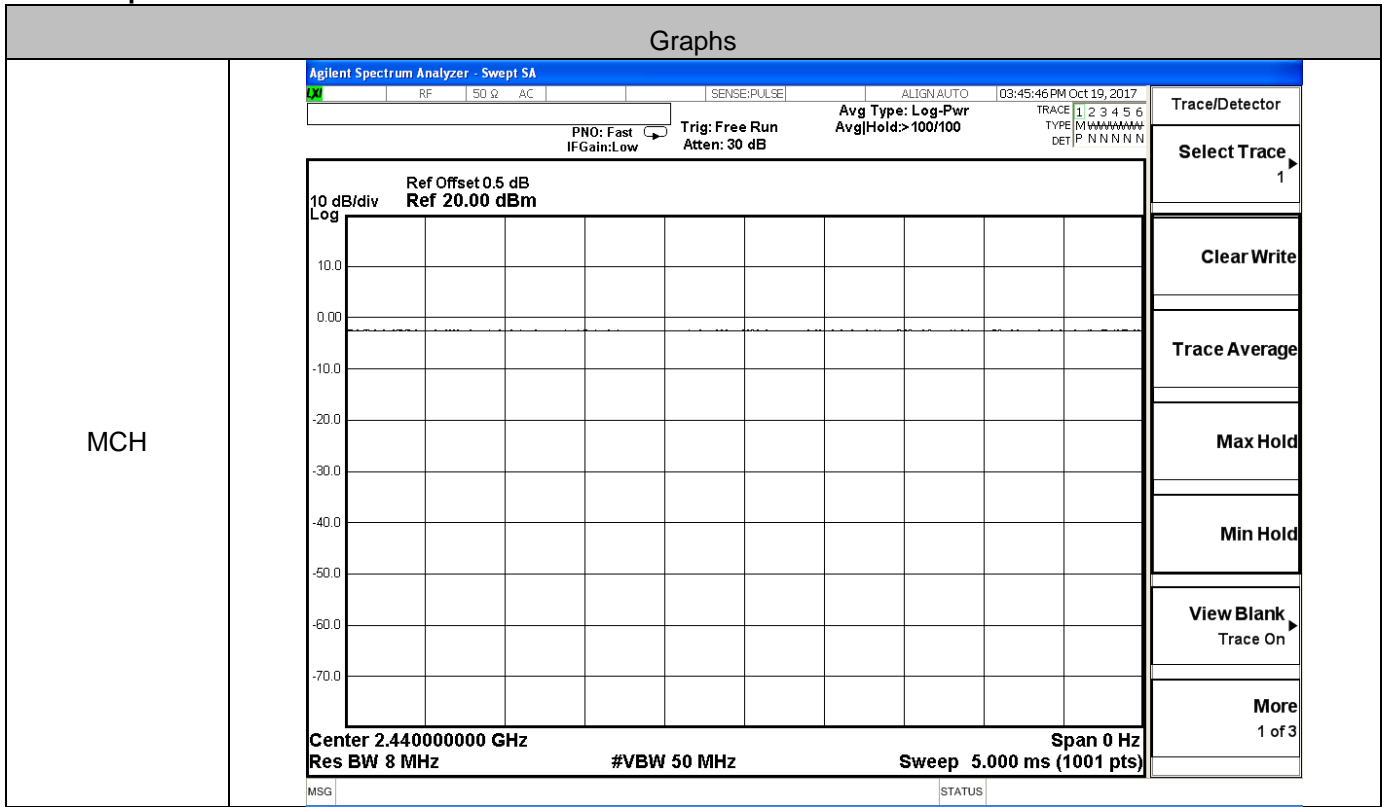 Graphs
MCH
Agilent Spectrum Analyzer - Swept SA
LXI RF 50 Ω AC SENSE:PULSE ALIGN AUTO 03:45:46 PM Oct 19, 2017
PNO: Fast
IFGain:Low
Trig: Free Run
Atten: 30 dB
Avg Type: Log-Pwr
Avg|Hold:>100/100
TRACE 1 2 3 4 5 6
TYPE M WWWWW
DET P N N N N N
Ref Offset 0.5 dB
10 dB/div Ref 20.00 dBm
Log
10.0
0.00
-10.0
-20.0
-30.0
-40.0
-50.0
-60.0
-70.0
Center 2.440000000 GHz Span 0 Hz
Res BW 8 MHz #VBW 50 MHz Sweep 5.000 ms (1001 pts)
MSG STATUS
Trace/Detector
Select Trace
1
Clear Write
Trace Average
Max Hold
Min Hold
View Blank
Trace On
More
1 of 3